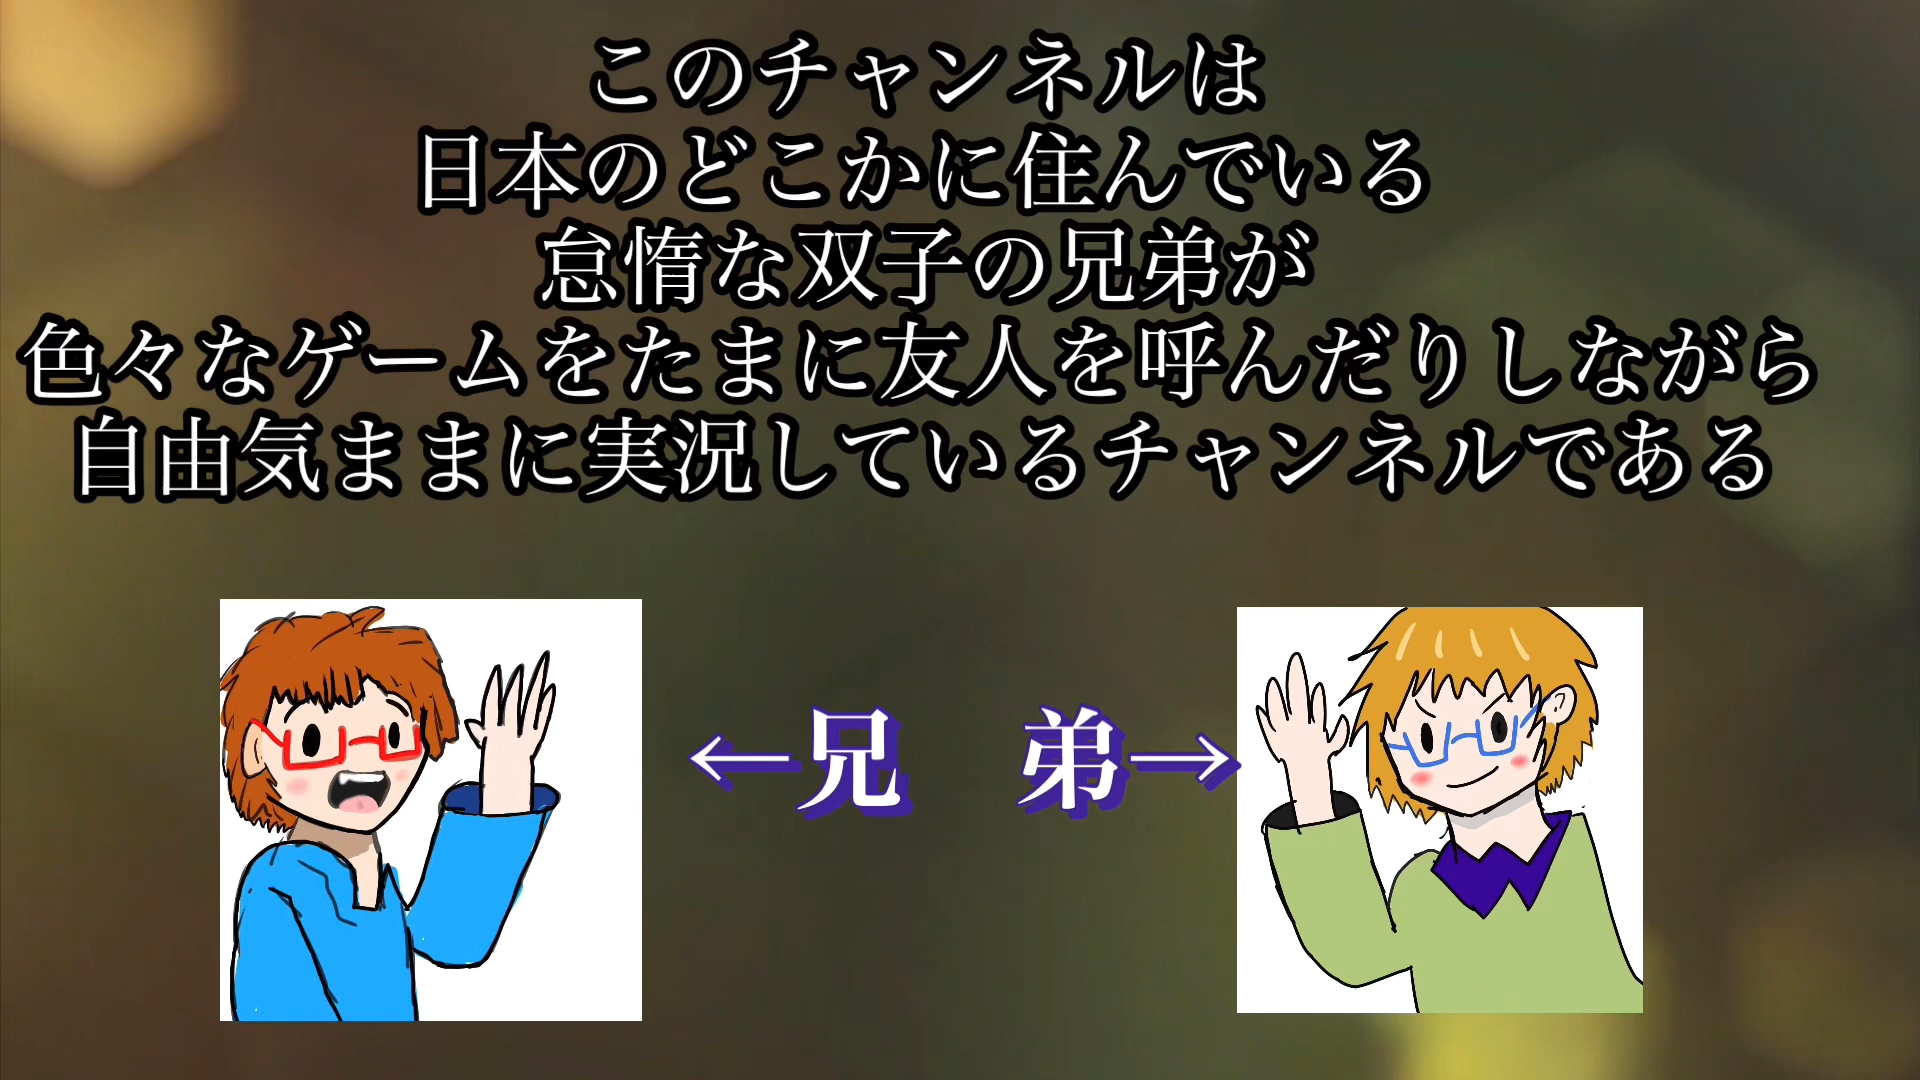 このチャンネルは
日本のどこかに住んでいる
怠惰な双子の兄弟が
色々なゲームをたまに友人を呼んだりしながら
自由気ままに実況しているチャンネルである
←兄　弟→